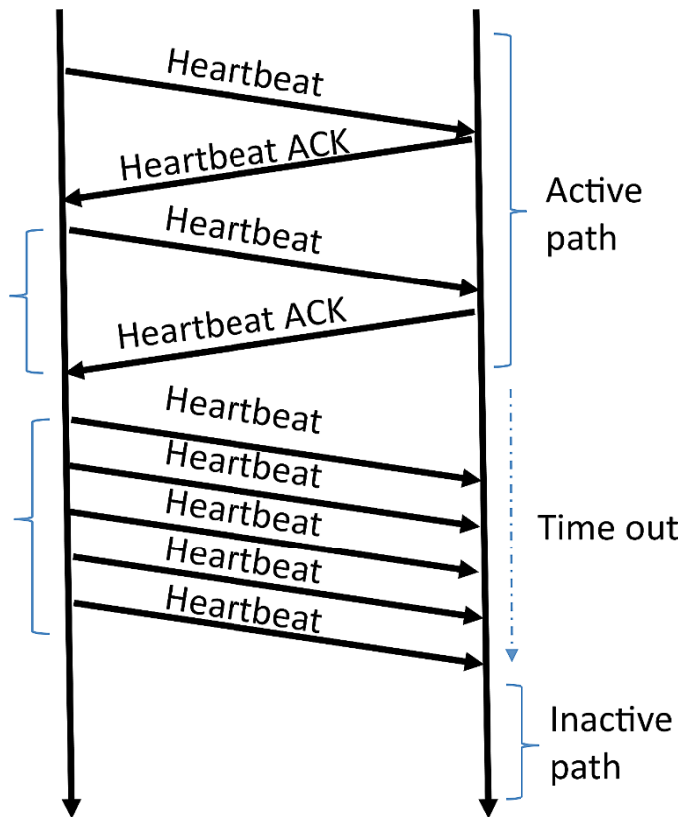 Heartbeat
Heartbeat ACK
Active
path
Heartbeat
Heartbeat ACK
Heartbeat
Heartbeat
Heartbeat
Time out
Heartbeat
Heartbeat
Inactive
path